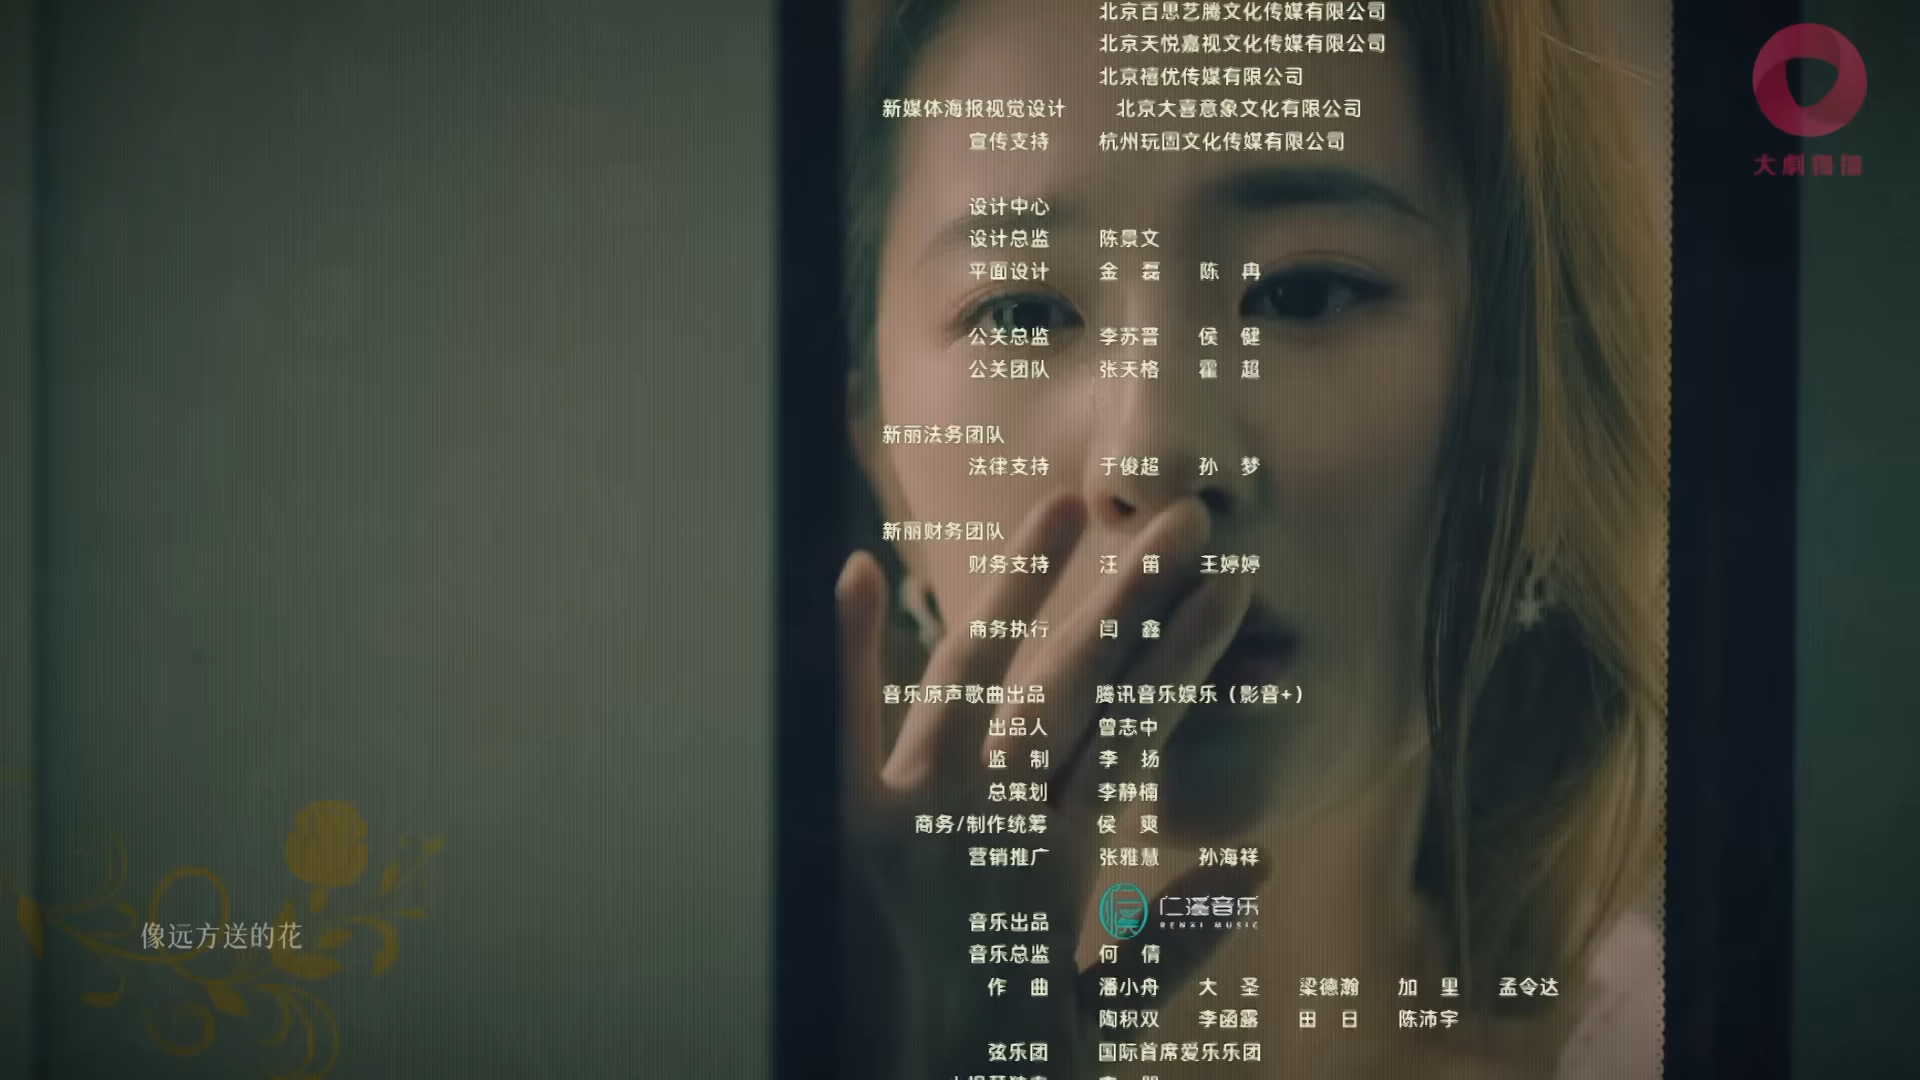 北京百思艺腾文化传媒有限公司
北京天悦嘉视文化传媒有限公司
北京禧优传媒有限公司
新媒体海报视觉设计 北京大喜意象文化有限公司
宣传支持 杭州玩固文化传媒有限公司
大劇獨播
设计中心
设计总监 陈景文
平面设计 金 磊 陈 冉
公关总监 李苏晋 侯 健
公关团队 张天格 霍 超
新丽法务团队
法律支持 于俊超 孙 梦
新丽财务团队
财务支持 汪 笛 王婷婷
商务执行 闫 鑫
音乐原声歌曲出品 腾讯音乐娱乐（影音+）
出品人 曾志中
监 制 李 扬
总策划 李静楠
商务/制作统筹 侯 爽
营销推广 张雅慧 孙海祥
音乐出品 仁溪音乐
RENXI MUSIC
像远方送的花
音乐总监 何 倩
作 曲 潘小舟 大 圣 梁德瀚 加 里 孟令达
陶积双 李函露 田 日 陈沛宇
弦乐团 国际首席爱乐乐团